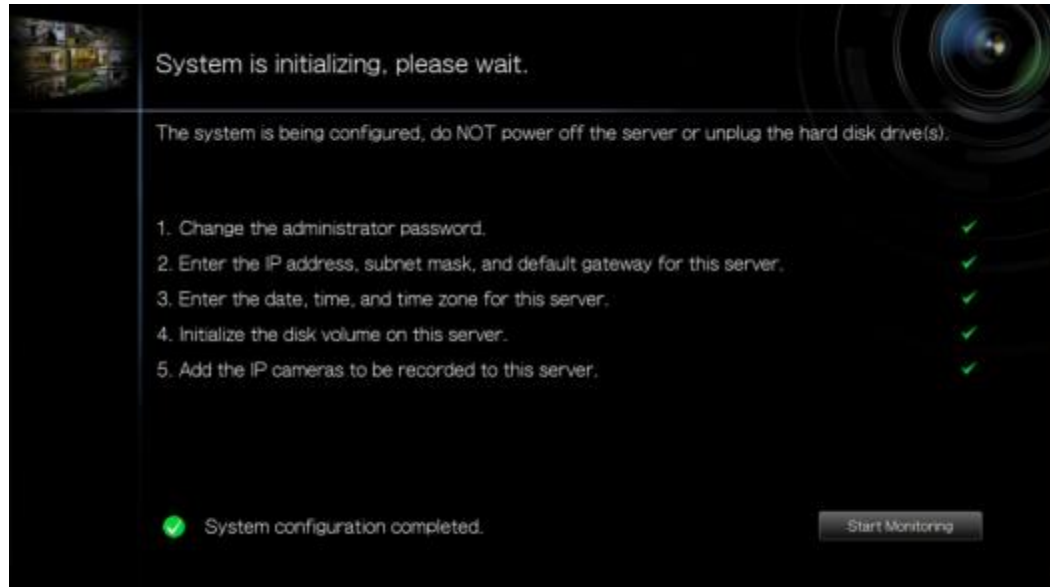 System is initializing, please wait.
The system is being configured, do NOT power off the server or unplug the hard disk drive(s).
1. Change the administrator password.
2. Enter the IP address, subnet mask, and default gateway for this server.
3. Enter the date, time, and time zone for this server.
4. Initialize the disk volume on this server.
5. Add the IP cameras to be recorded to this server.
System configuration completed.
Start Monitoring